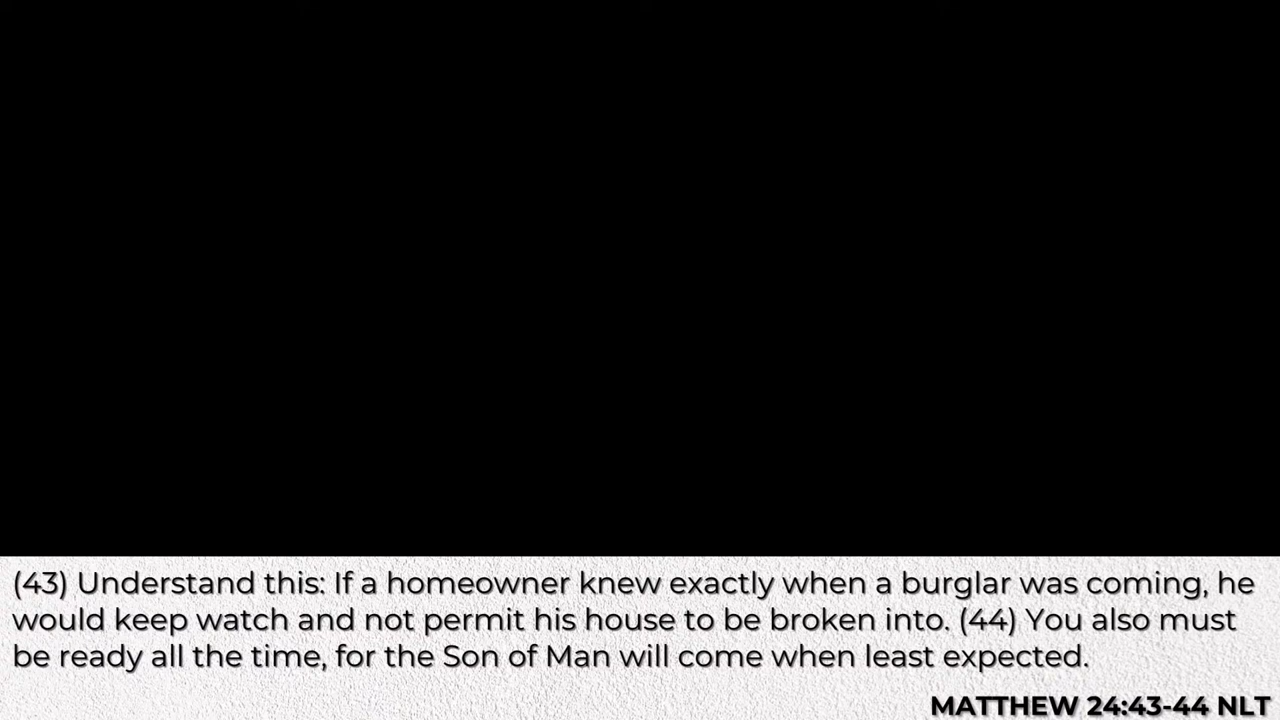 (43) Understand this: If a homeowner knew exactly when a burglar was coming, he
would keep watch and not permit his house to be broken into. (44) You also must
be ready all the time, for the Son of Man will come when least expected.
MATTHEW 24:43-44 NLT